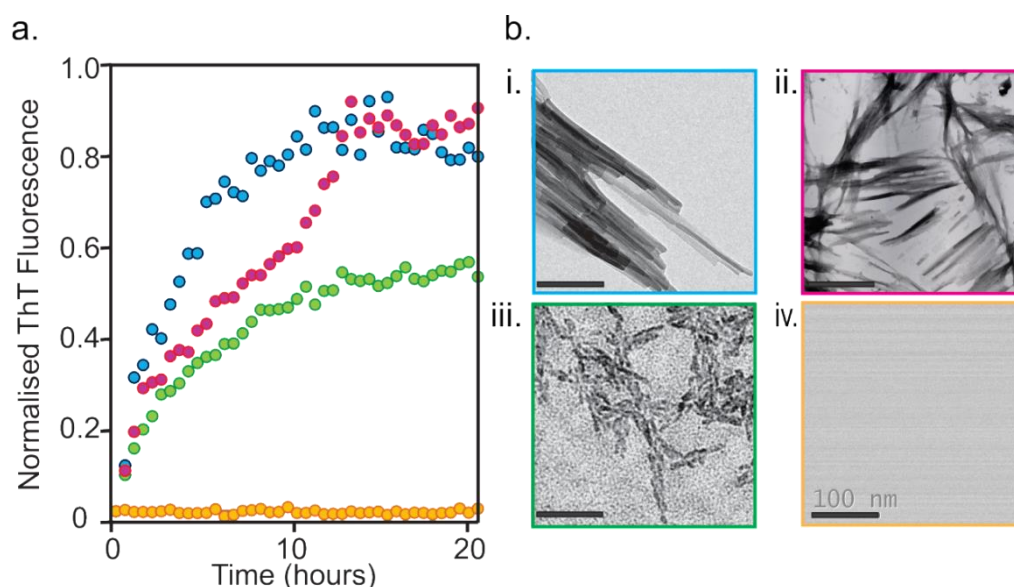 a.
b.
1.0
0.8
0.6
0.4
0.2
0
0
10
20
Normalised ThT Fluorescence
Time (hours)
i.
ii.
iii.
iv.
100 nm